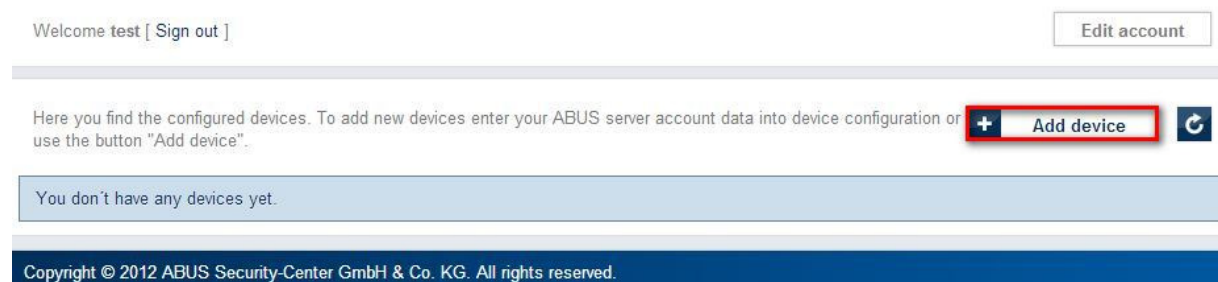 Welcome test [ Sign out ]
Edit account
Here you find the configured devices. To add new devices enter your ABUS server account data into device configuration or
use the button "Add device".
+ Add device
You don´t have any devices yet.
Copyright © 2012 ABUS Security-Center GmbH & Co. KG. All rights reserved.